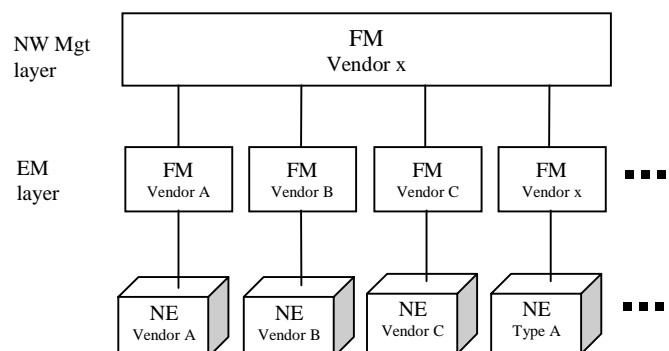 NW Mgt
layer
FM
Vendor x
EM
layer
FM
Vendor A
FM
Vendor B
FM
Vendor C
FM
Vendor x
NE
Vendor A
NE
Vendor B
NE
Vendor C
NE
Type A